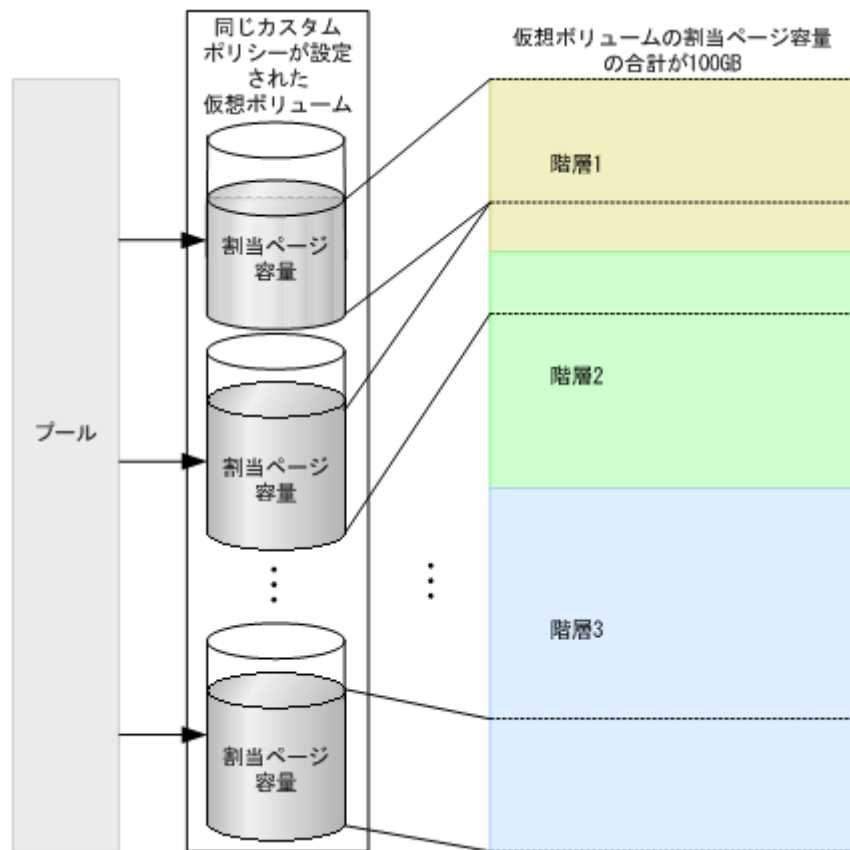 同じカスタム
ポリシーが設定
された
仮想ボリューム
仮想ボリュームの割当ページ容量
の合計が100GB
階層1
割当ページ
容量
階層2
プール
割当ページ
容量
⋮
⋮
階層3
割当ページ
容量